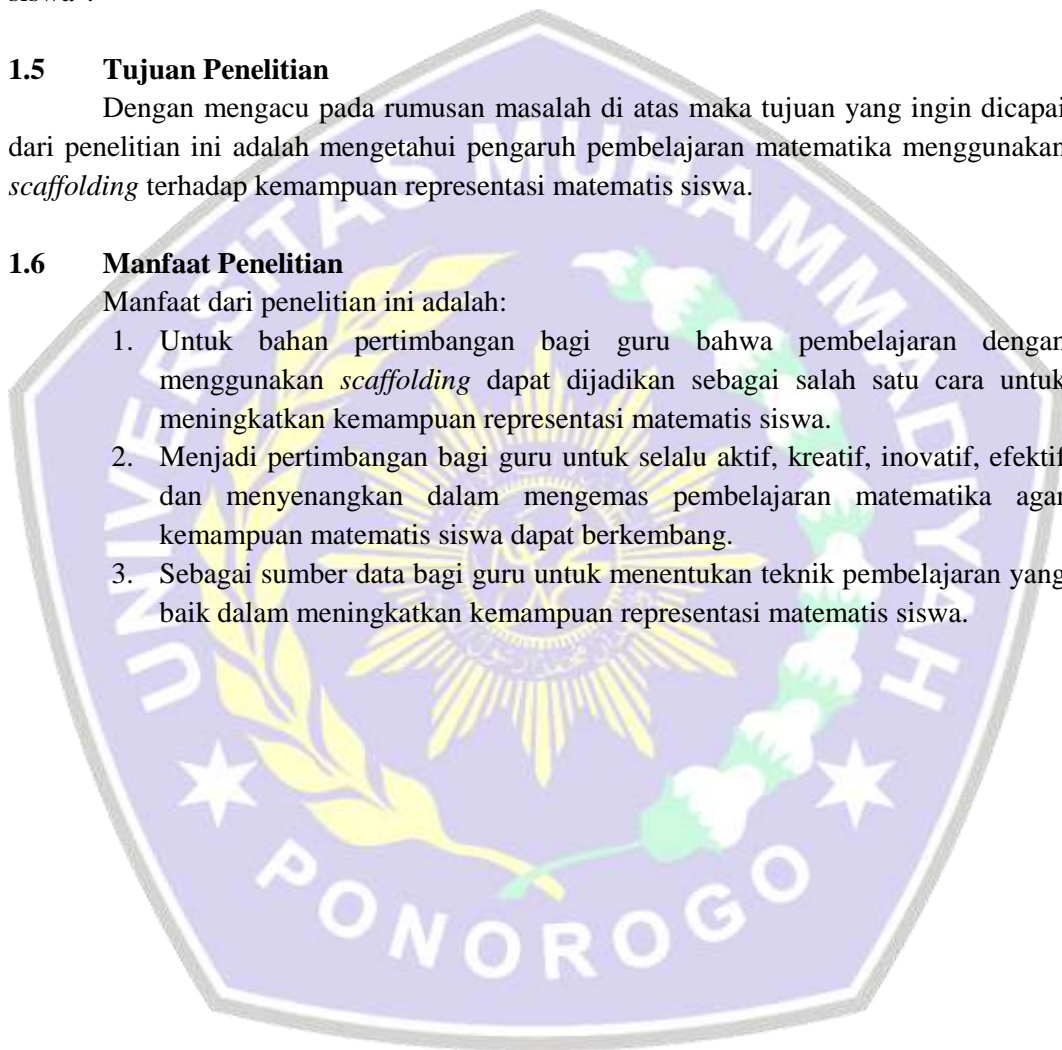 1.5 Tujuan Penelitian
Dengan mengacu pada rumusan masalah di atas maka tujuan yang ingin dicapai
dari penelitian ini adalah mengetahui pengaruh pembelajaran matematika menggunakan
scaffolding terhadap kemampuan representasi matematis siswa.
1.6 Manfaat Penelitian
Manfaat dari penelitian ini adalah:
1. Untuk bahan pertimbangan bagi guru bahwa pembelajaran dengan
menggunakan scaffolding dapat dijadikan sebagai salah satu cara untuk
meningkatkan kemampuan representasi matematis siswa.
2. Menjadi pertimbangan bagi guru untuk selalu aktif, kreatif, inovatif, efektif
dan menyenangkan dalam mengemas pembelajaran matematika agar
kemampuan matematis siswa dapat berkembang.
3. Sebagai sumber data bagi guru untuk menentukan teknik pembelajaran yang
baik dalam meningkatkan kemampuan representasi matematis siswa.
UNIVERSITAS MUHAMMADIYAH
PONOROGO